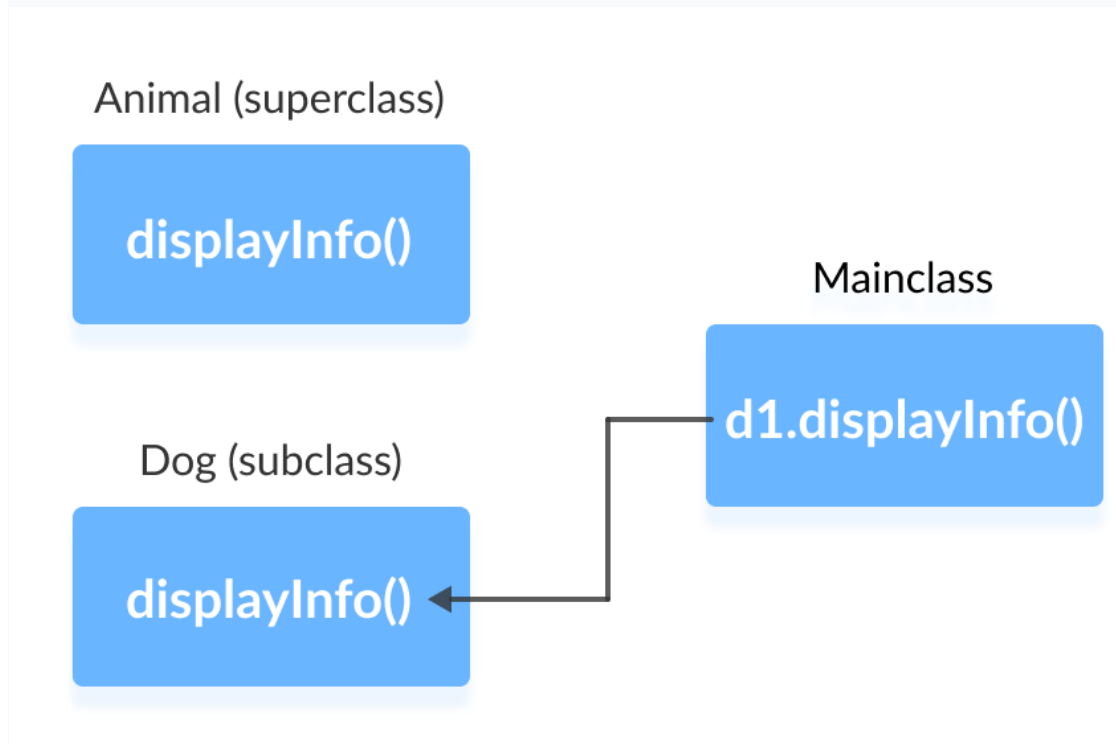 Animal (superclass)
displayInfo()
Mainclass
d1.displayInfo()
Dog (subclass)
displayInfo()